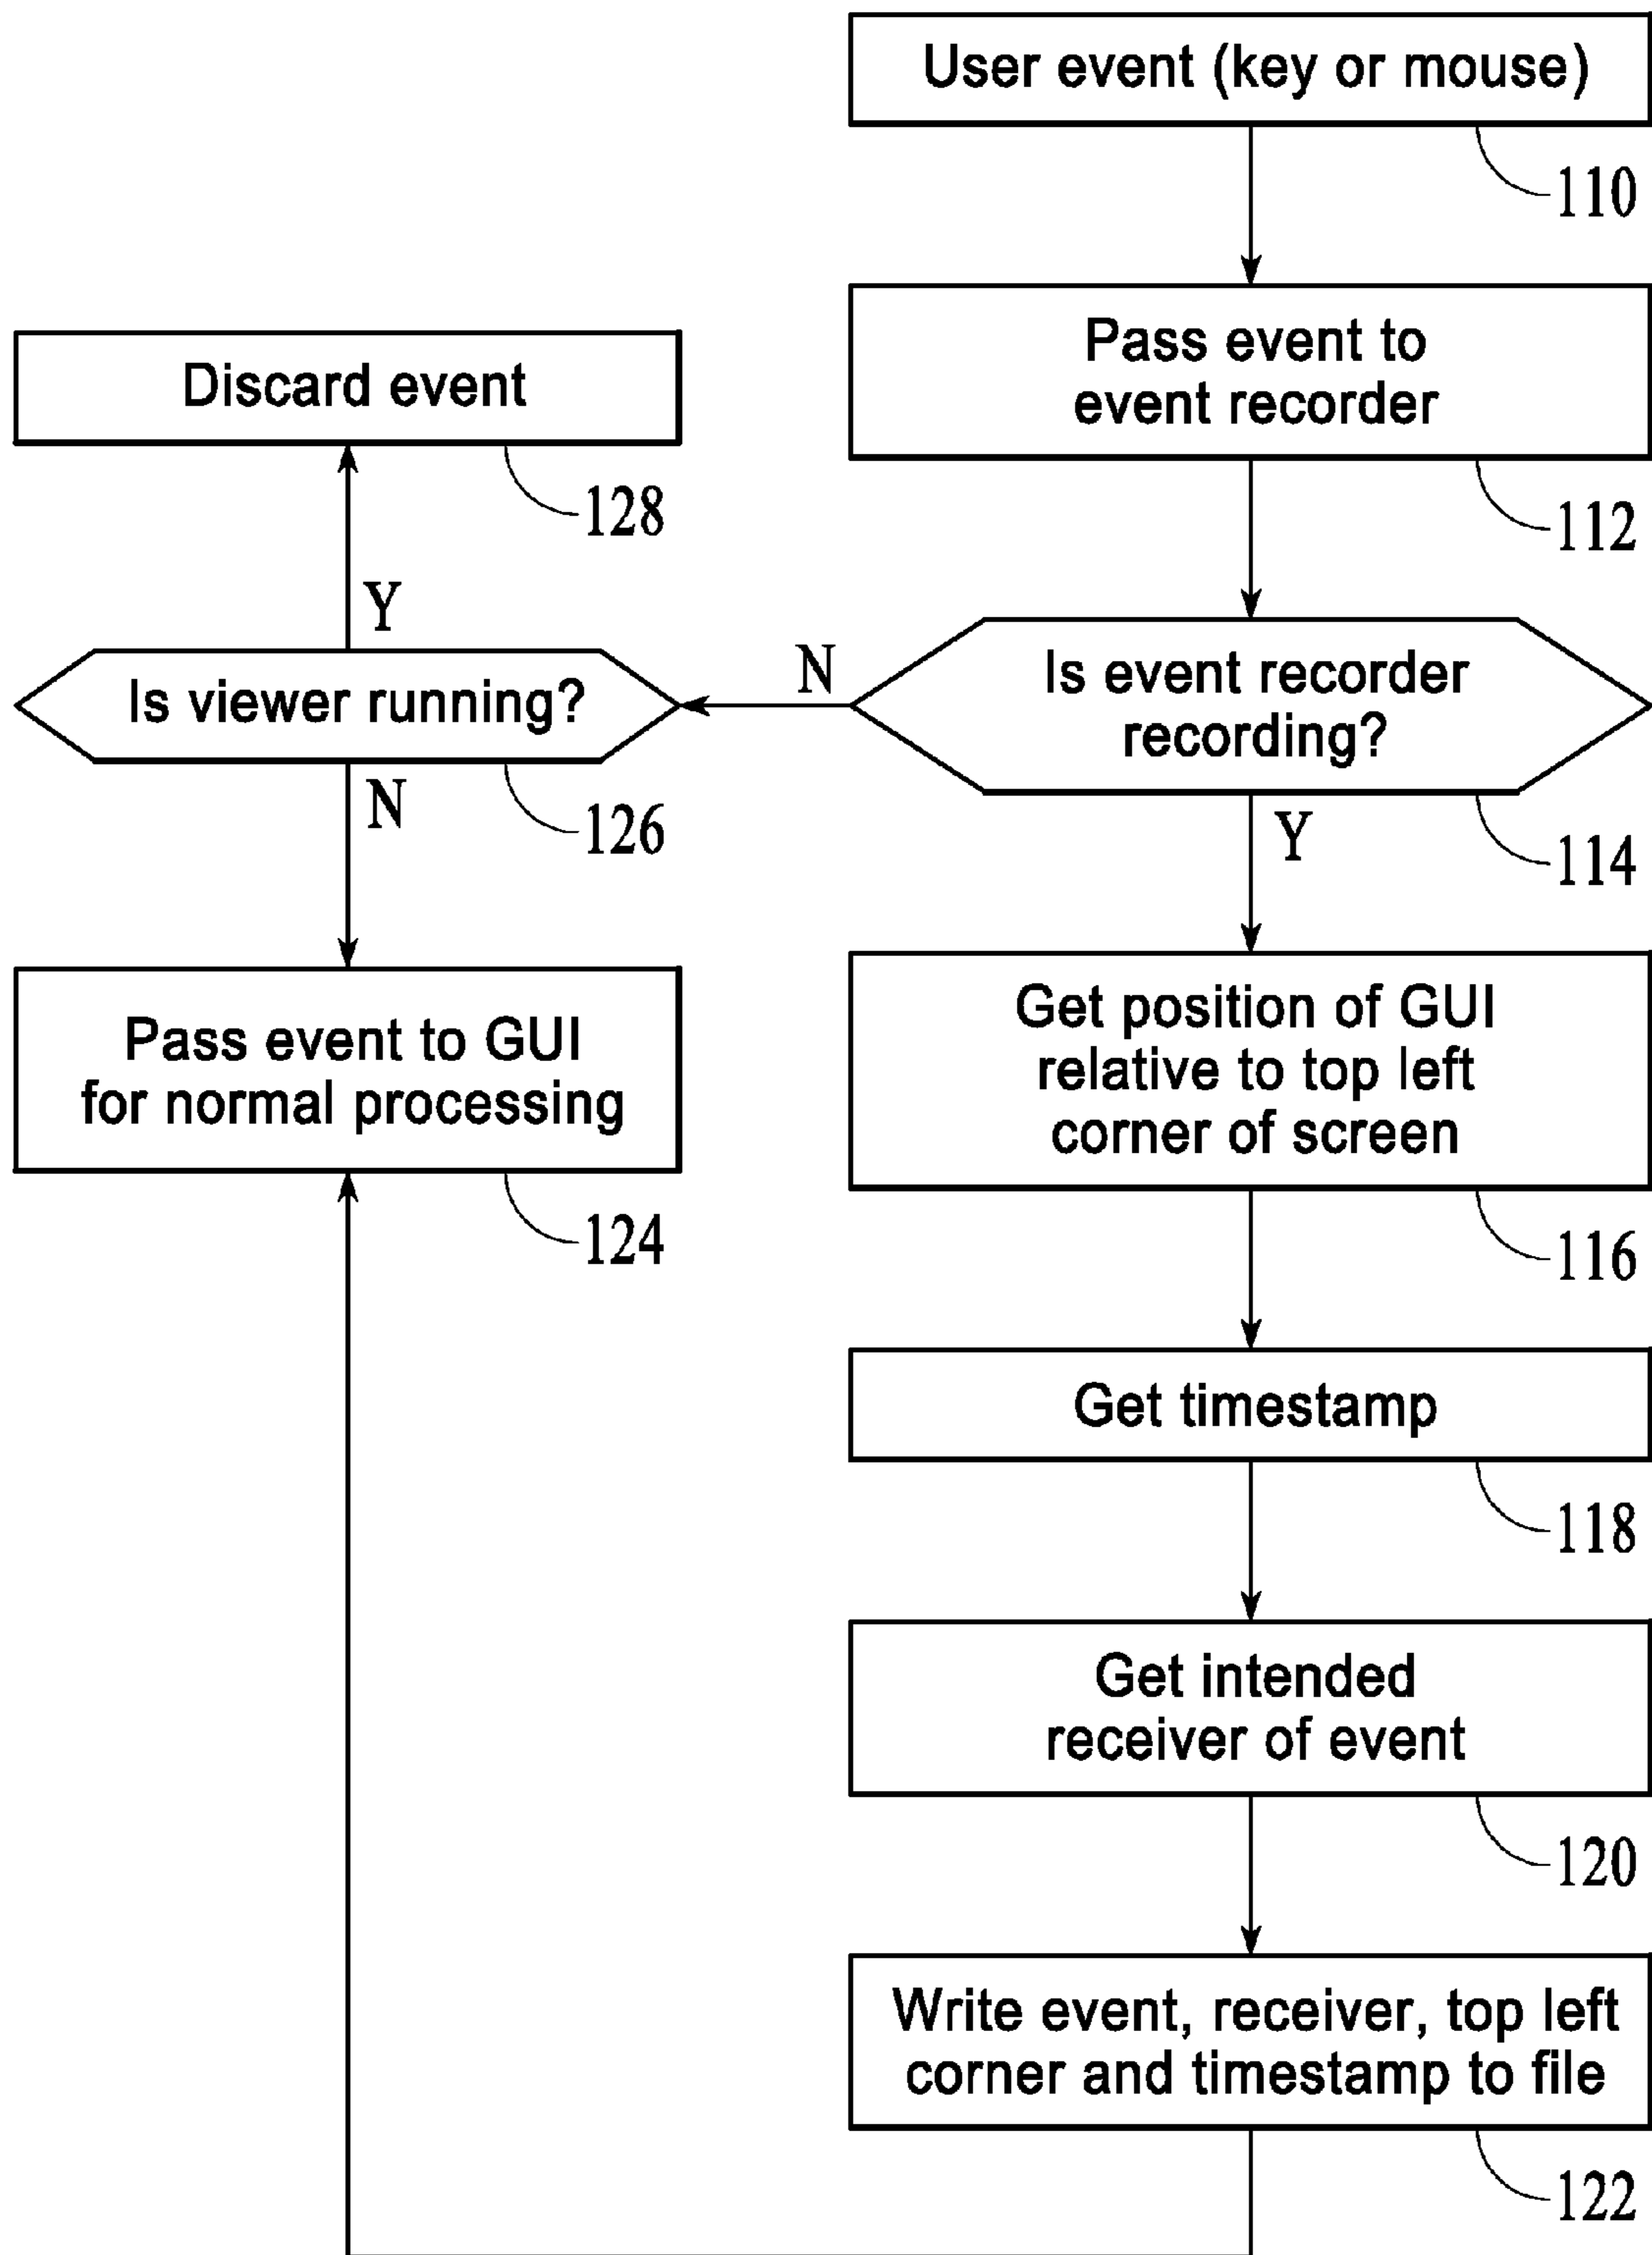 User event (key or mouse)
110
Pass event to
event recorder
112
Is event recorder
recording?
114
N
Y
Is viewer running?
126
Y
N
Discard event
128
Pass event to GUI
for normal processing
124
Get position of GUI
relative to top left
corner of screen
116
Get timestamp
118
Get intended
receiver of event
120
Write event, receiver, top left
corner and timestamp to file
122